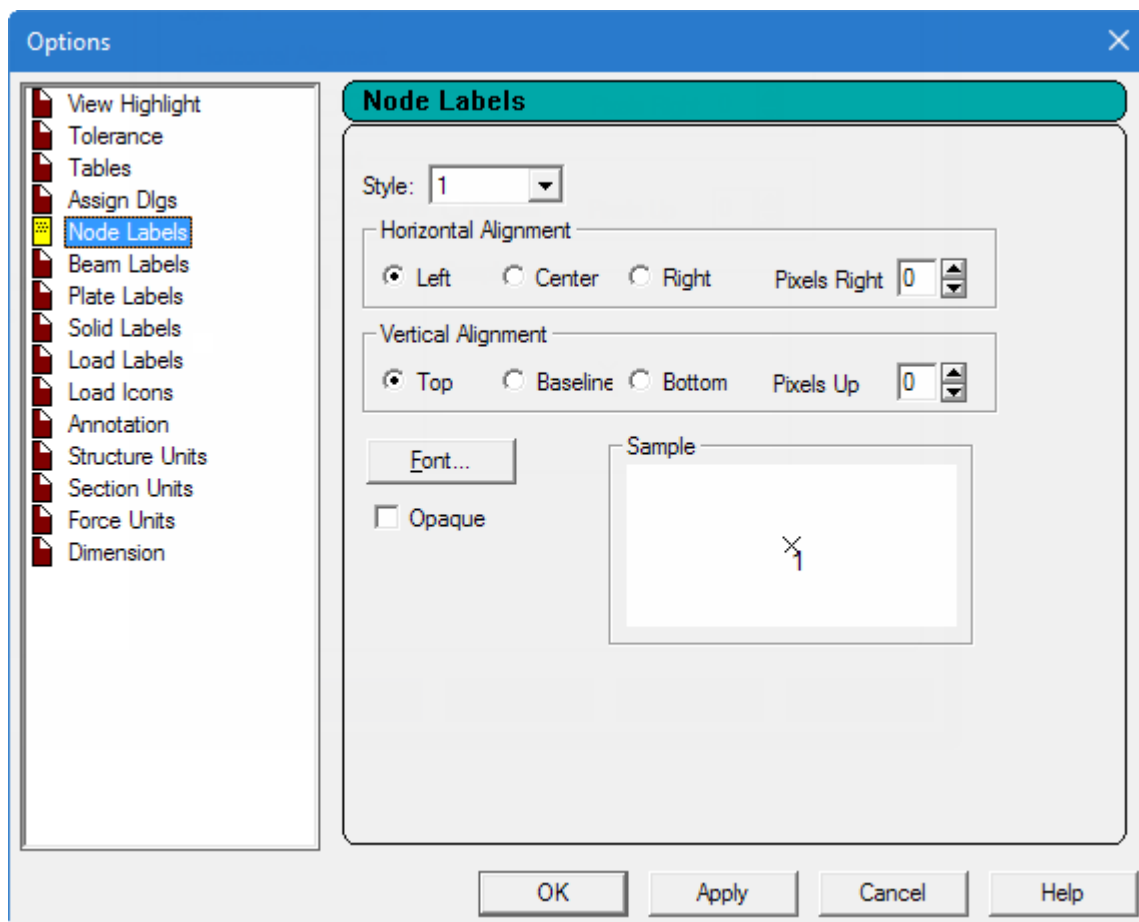 Options
View Highlight
Tolerance
Tables
Assign Dlgs
Node Labels
Beam Labels
Plate Labels
Solid Labels
Load Labels
Load Icons
Annotation
Structure Units
Section Units
Force Units
Dimension
Node Labels
Style: 1
Horizontal Alignment
Left Center Right Pixels Right 0
Vertical Alignment
Top Baseline Bottom Pixels Up 0
Font...
Opaque
Sample
1
OK Apply Cancel Help